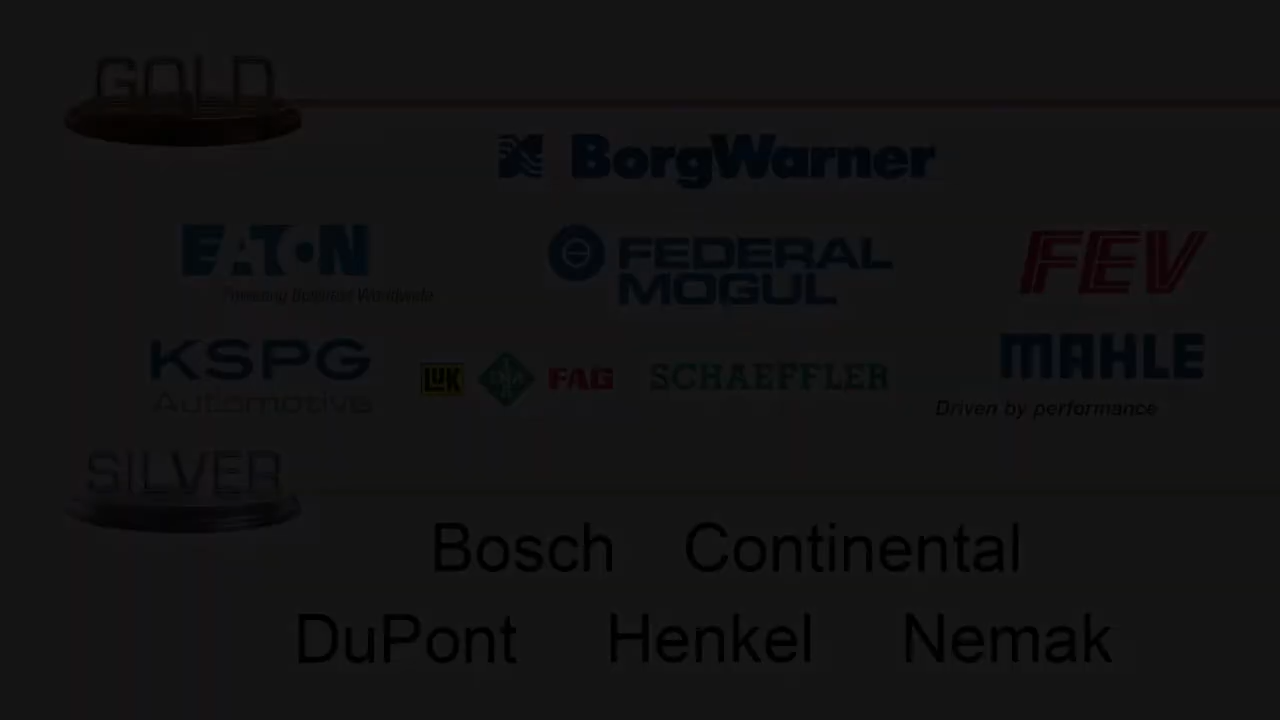 GOLD
BorgWarner
EATON
Powering Business Worldwide
FEDERAL
MOGUL
FEV
KSPG
Automotive
LUK FAG SCHAEFFLER
MAHLE
Driven by performance
SILVER
Bosch Continental
DuPont Henkel Nemak